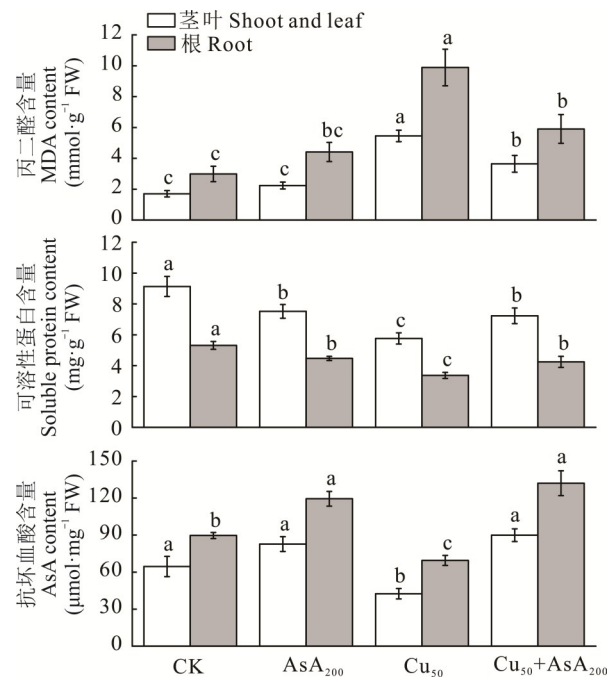 茎叶 Shoot and leaf
根 Root
丙二醛含量
MDA content
(mmol·g⁻¹ FW)
12
10
8
6
4
2
0
c
c
c
bc
a
a
b
b
可溶性蛋白含量
Soluble protein content
(mg·g⁻¹ FW)
12
10
8
6
4
2
0
a
a
b
b
c
c
b
b
抗坏血酸含量
AsA content
(μmol·mg⁻¹ FW)
150
120
90
60
30
0
a
b
a
a
b
c
a
a
CK
AsA₂₀₀
Cu₅₀
Cu₅₀+AsA₂₀₀